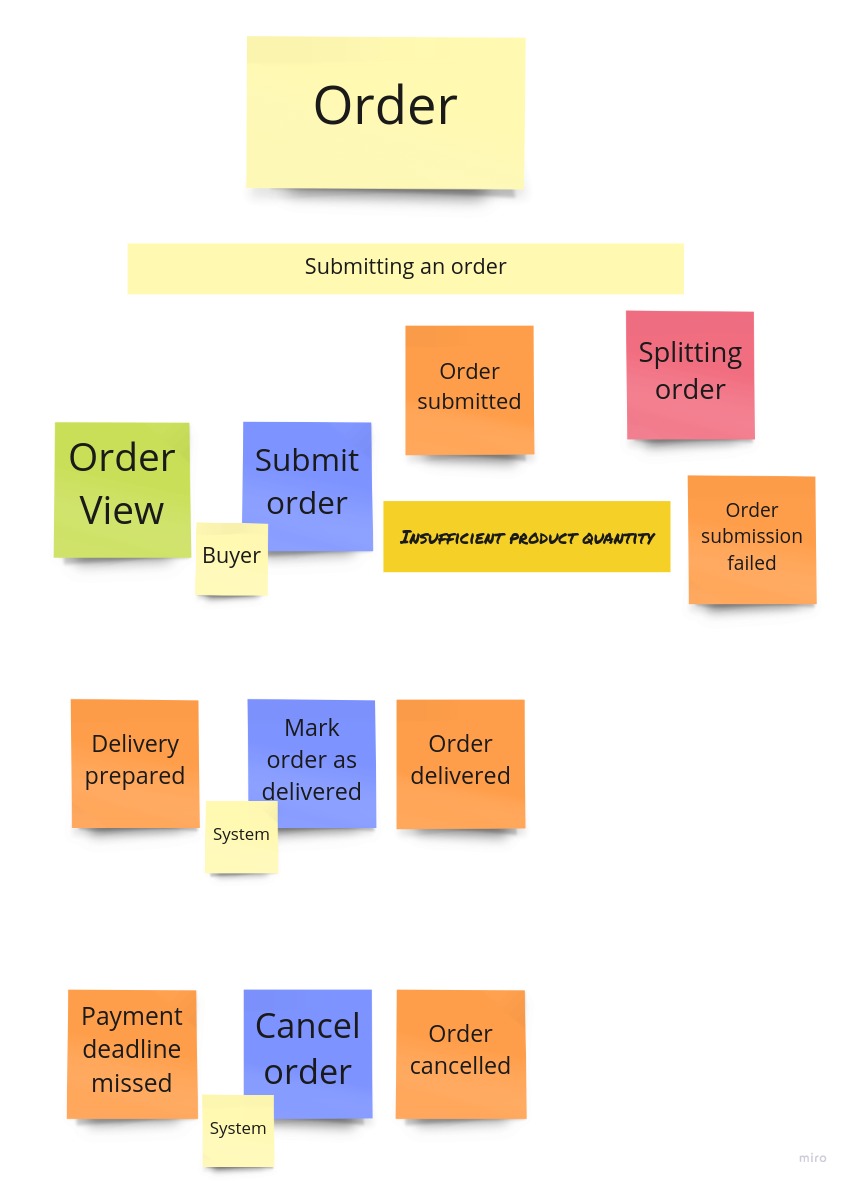 Order
Submitting an order
Order
submitted
Splitting
order
Order
View
Submit
order
Buyer
Insufficient product quantity
Order
submission
failed
Delivery
prepared
Mark
order as
delivered
System
Order
delivered
Payment
deadline
missed
Cancel
order
System
Order
cancelled
miro